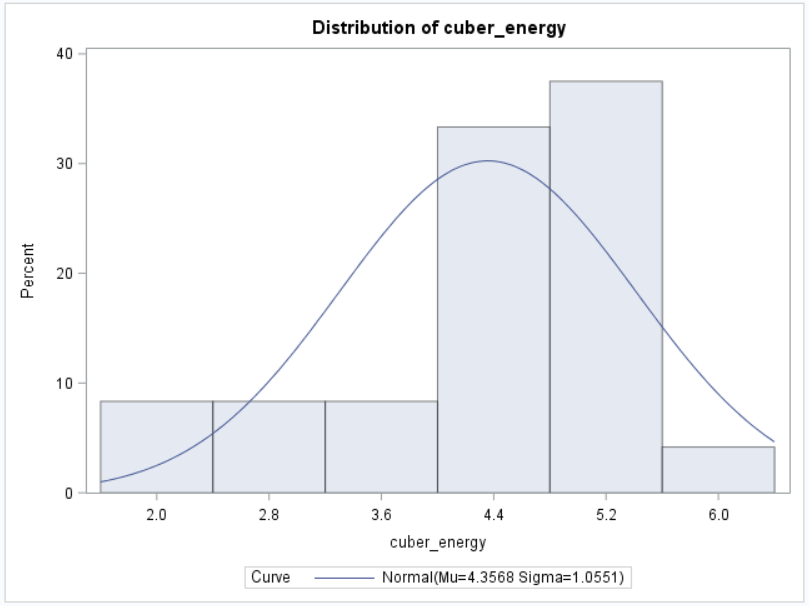 Distribution of cuber_energy
40
30
20
10
0
Percent
2.0 2.8 3.6 4.4 5.2 6.0
cuber_energy
Curve Normal(Mu=4.3568 Sigma=1.0551)